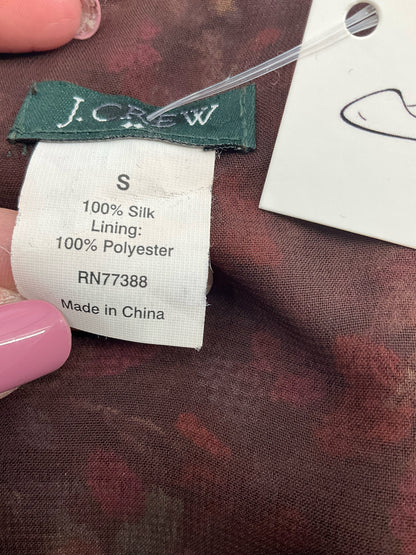 J. CREW
S
100% Silk
Lining:
100% Polyester
RN77388
Made in China